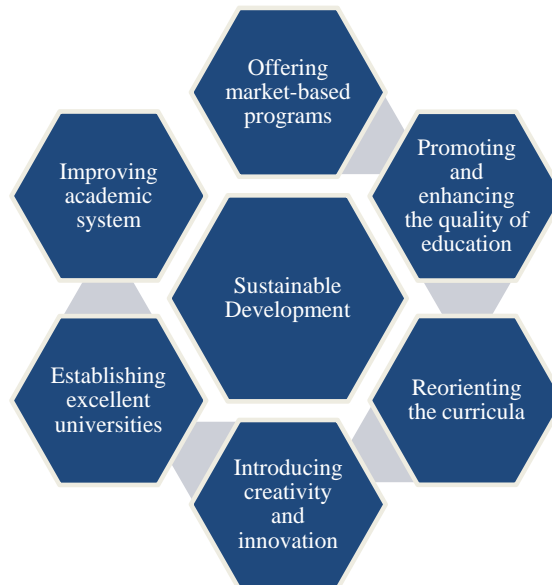 Offering
market-based
programs
Promoting
and
enhancing
the quality of
education
Reorienting
the curricula
Introducing
creativity
and
innovation
Establishing
excellent
universities
Improving
academic
system
Sustainable
Development